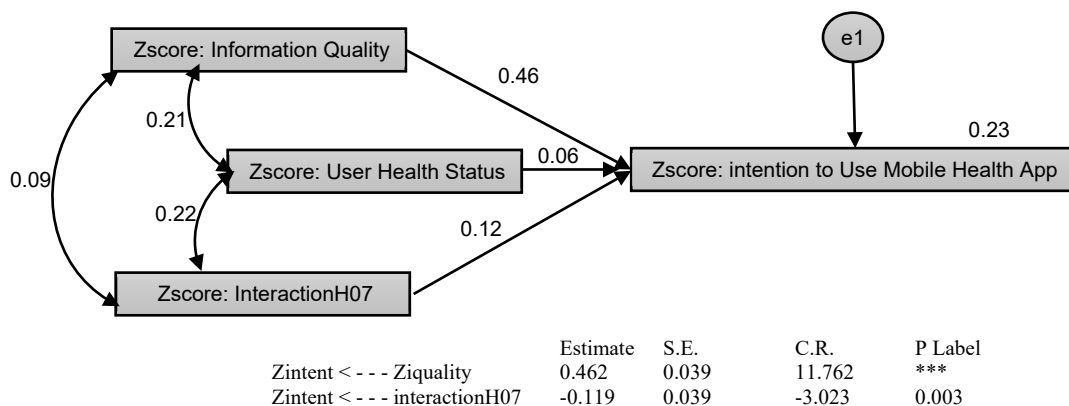 e1
Zscore: Information Quality
0.46
0.21
0.23
0.09
Zscore: User Health Status
0.06
Zscore: intention to Use Mobile Health App
0.22
0.12
Zscore: InteractionH07
Estimate S.E. C.R. P Label
Zintent < - - - Ziquality 0.462 0.039 11.762 ***
Zintent < - - - interactionH07 -0.119 0.039 -3.023 0.003